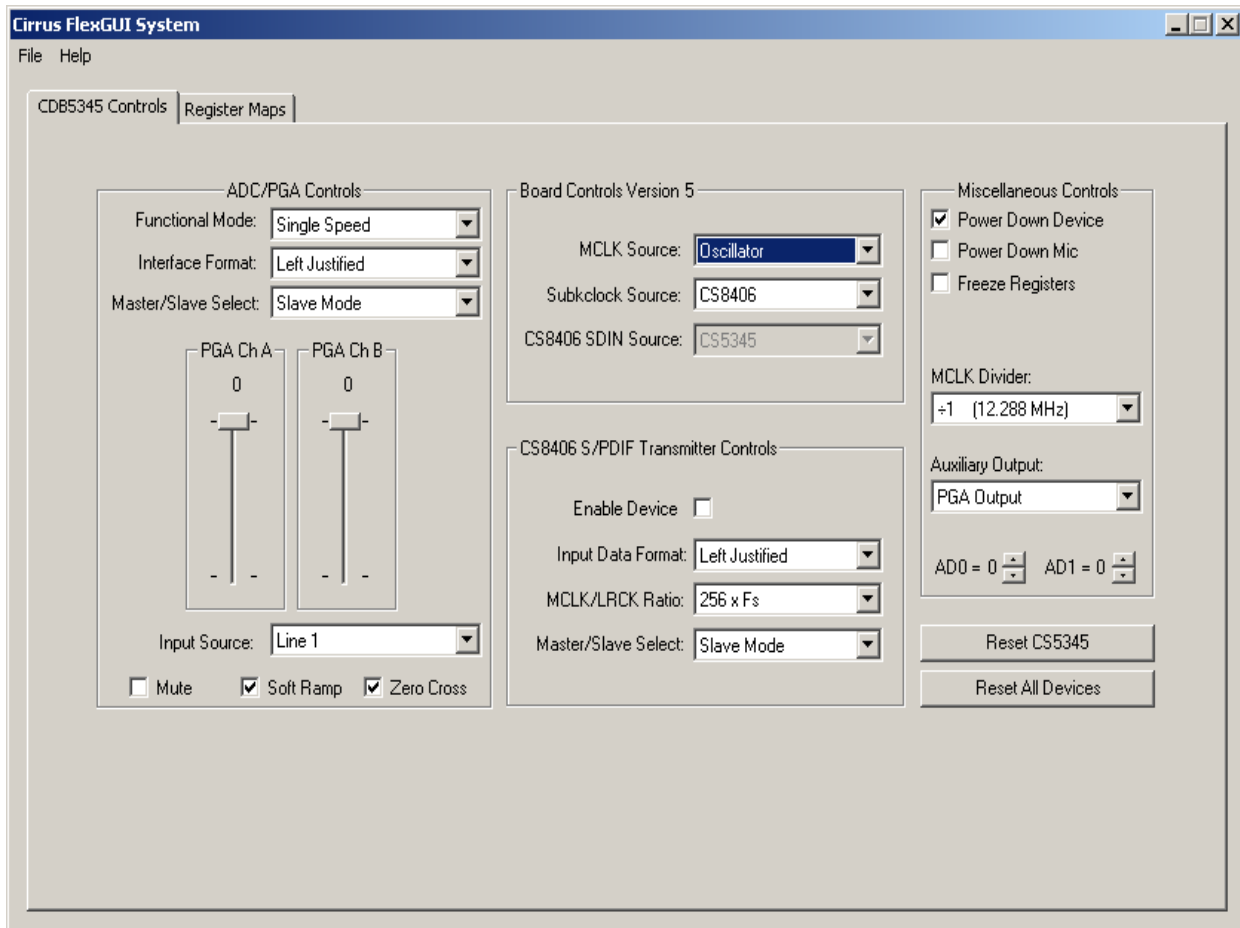 Cirrus FlexGUI System
File Help
CDB5345 Controls Register Maps
ADC/PGA Controls
Functional Mode: Single Speed
Interface Format: Left Justified
Master/Slave Select: Slave Mode
PGA Ch A PGA Ch B
0 0
Input Source: Line 1
Mute Soft Ramp Zero Cross
Board Controls Version 5
MCLK Source: Oscillator
Subkclock Source: CS8406
CS8406 SDIN Source: CS5345
CS8406 S/PDIF Transmitter Controls
Enable Device
Input Data Format: Left Justified
MCLK/LRCK Ratio: 256 x Fs
Master/Slave Select: Slave Mode
Miscellaneous Controls
Power Down Device
Power Down Mic
Freeze Registers
MCLK Divider:
÷1 (12.288 MHz)
Auxiliary Output:
PGA Output
AD0 = 0 AD1 = 0
Reset CS5345
Reset All Devices